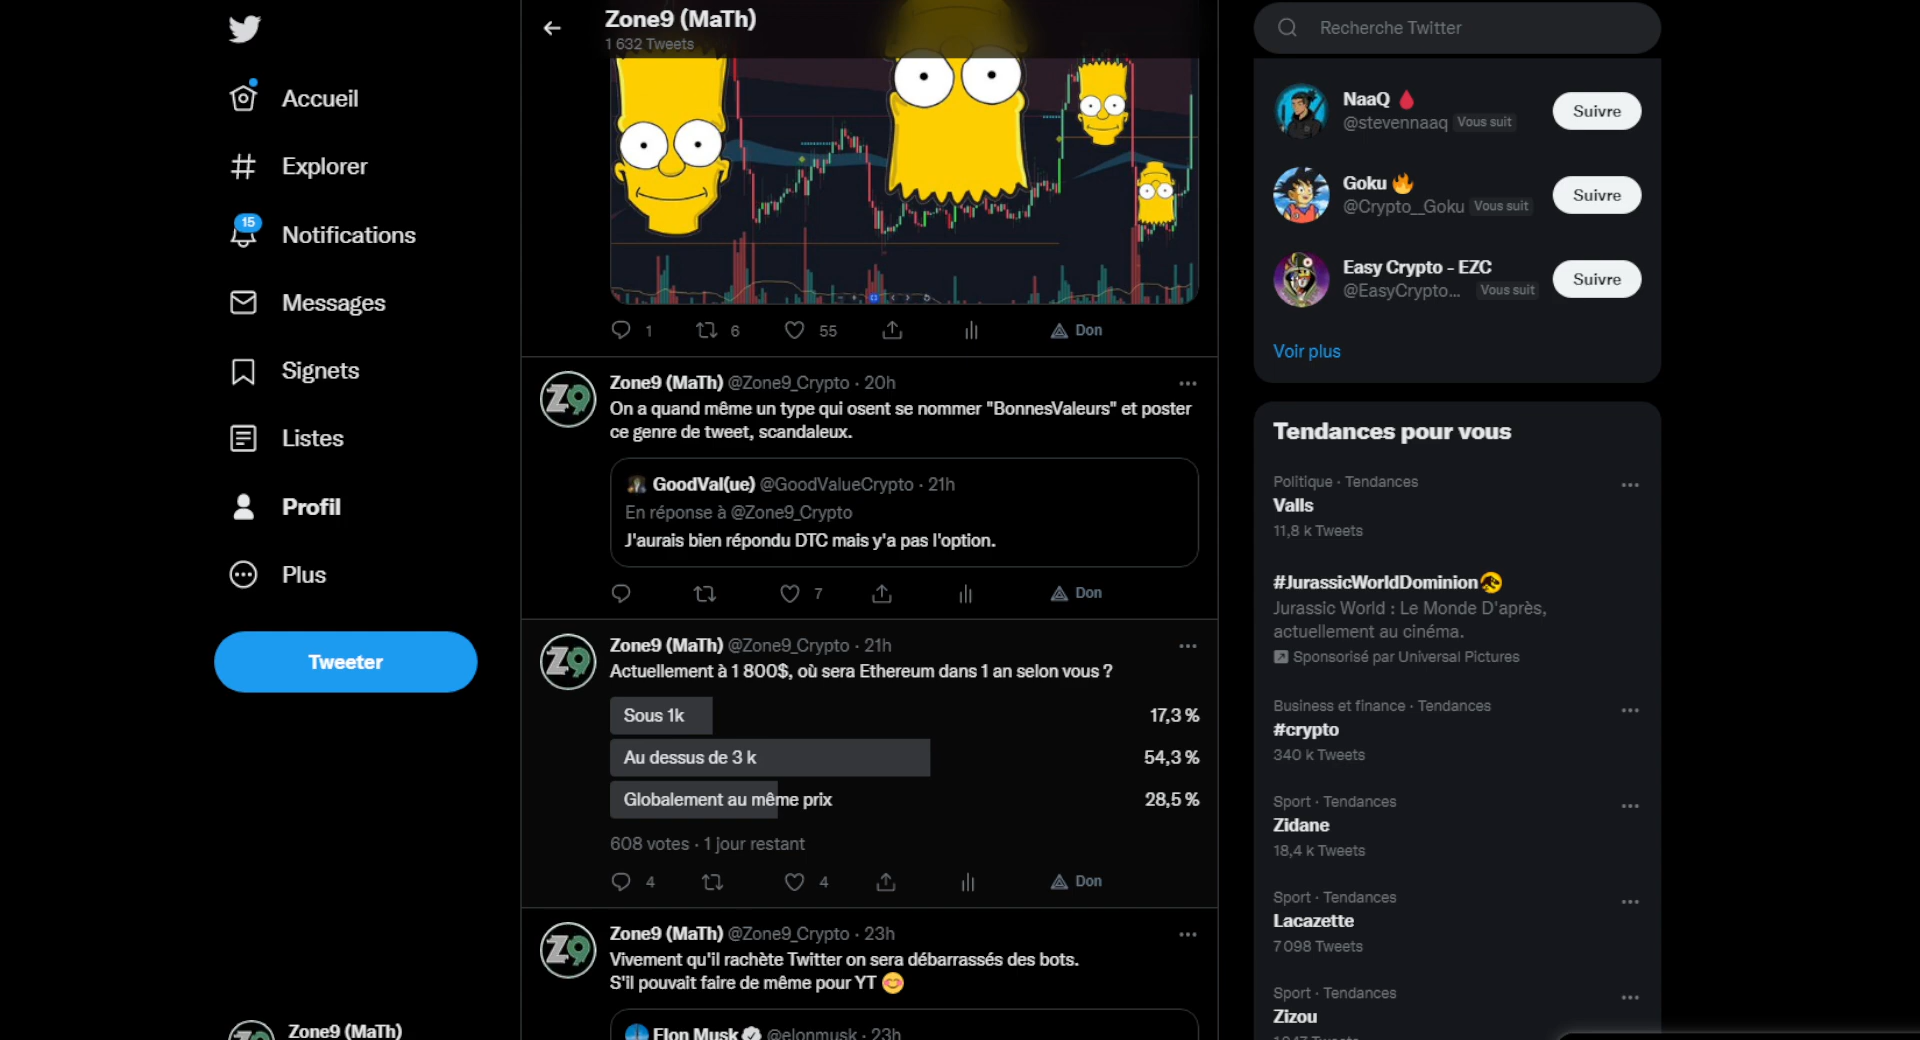 Accueil
Explorer
15
Notifications
Messages
Signets
Listes
Profil
Plus
Tweeter
Zone9 (MaTh)
Zone9 (MaTh)
1 632 Tweets
1
6
55
Don
Z9
Zone9 (MaTh) @Zone9_Crypto · 20h
On a quand même un type qui osent se nommer "BonnesValeurs" et poster
ce genre de tweet, scandaleux.
GoodVal(ue) @GoodValueCrypto · 21h
En réponse à @Zone9_Crypto
J'aurais bien répondu DTC mais y'a pas l'option.
7
Don
Z9
Zone9 (MaTh) @Zone9_Crypto · 21h
Actuellement à 1 800$, où sera Ethereum dans 1 an selon vous ?
Sous 1k 17,3 %
Au dessus de 3 k 54,3 %
Globalement au même prix 28,5 %
608 votes · 1 jour restant
4
4
Don
Z9
Zone9 (MaTh) @Zone9_Crypto · 23h
Vivement qu'il rachète Twitter on sera débarrassés des bots.
S'il pouvait faire de même pour YT 😊
Elon Musk @elonmusk · 23h
Recherche Twitter
NaaQ 🩸
@stevennaaq Vous suit
Suivre
Goku 🔥
@Crypto__Goku Vous suit
Suivre
Easy Crypto - EZC
@EasyCrypto... Vous suit
Suivre
Voir plus
Tendances pour vous
Politique · Tendances
Valls
11,8 k Tweets
#JurassicWorldDominion
Jurassic World : Le Monde D'après,
actuellement au cinéma.
Sponsorisé par Universal Pictures
Business et finance · Tendances
#crypto
340 k Tweets
Sport · Tendances
Zidane
18,4 k Tweets
Sport · Tendances
Lacazette
7 098 Tweets
Sport · Tendances
Zizou